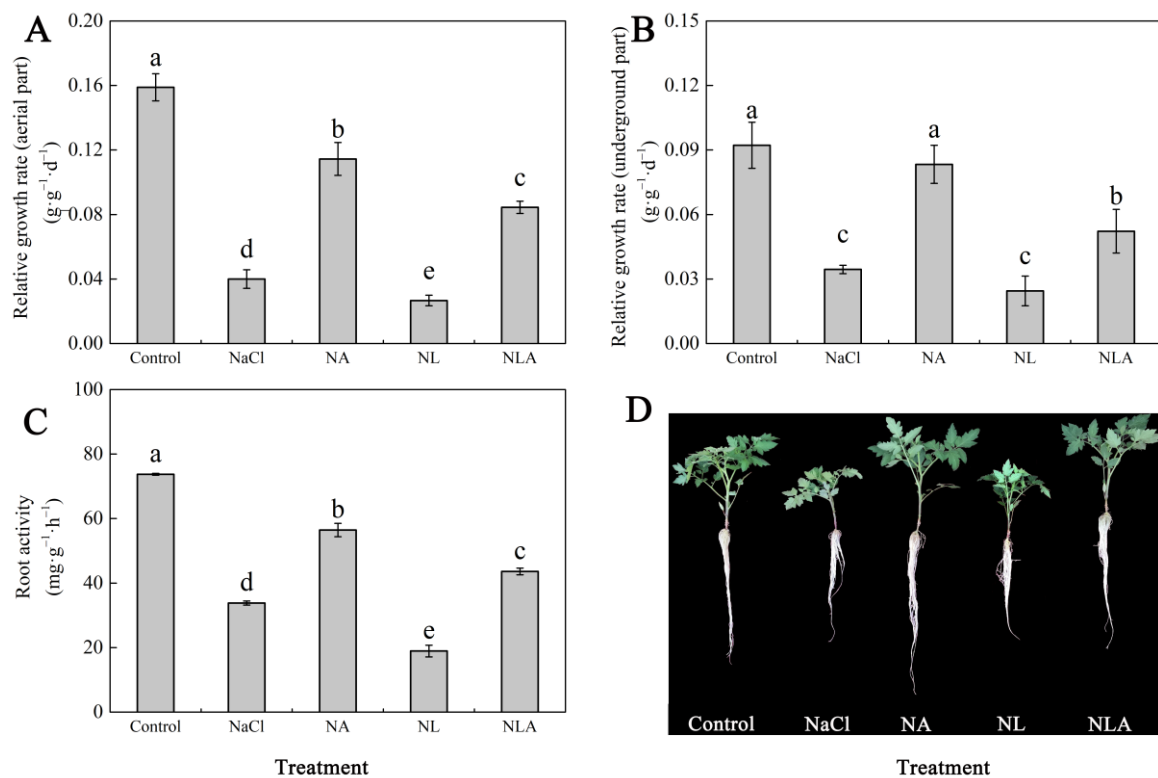 A
Relative growth rate (aerial part)
(g·g⁻¹·d⁻¹)
0.20
0.16
0.12
0.08
0.04
0.00
a
d
b
e
c
Control NaCl NA NL NLA
B
Relative growth rate (underground part)
(g·g⁻¹·d⁻¹)
0.15
0.12
0.09
0.06
0.03
0.00
a
c
a
c
b
Control NaCl NA NL NLA
C
Root activity
(mg·g⁻¹·h⁻¹)
100
80
60
40
20
0
a
d
b
e
c
Control NaCl NA NL NLA
Treatment
D
Control NaCl NA NL NLA
Treatment